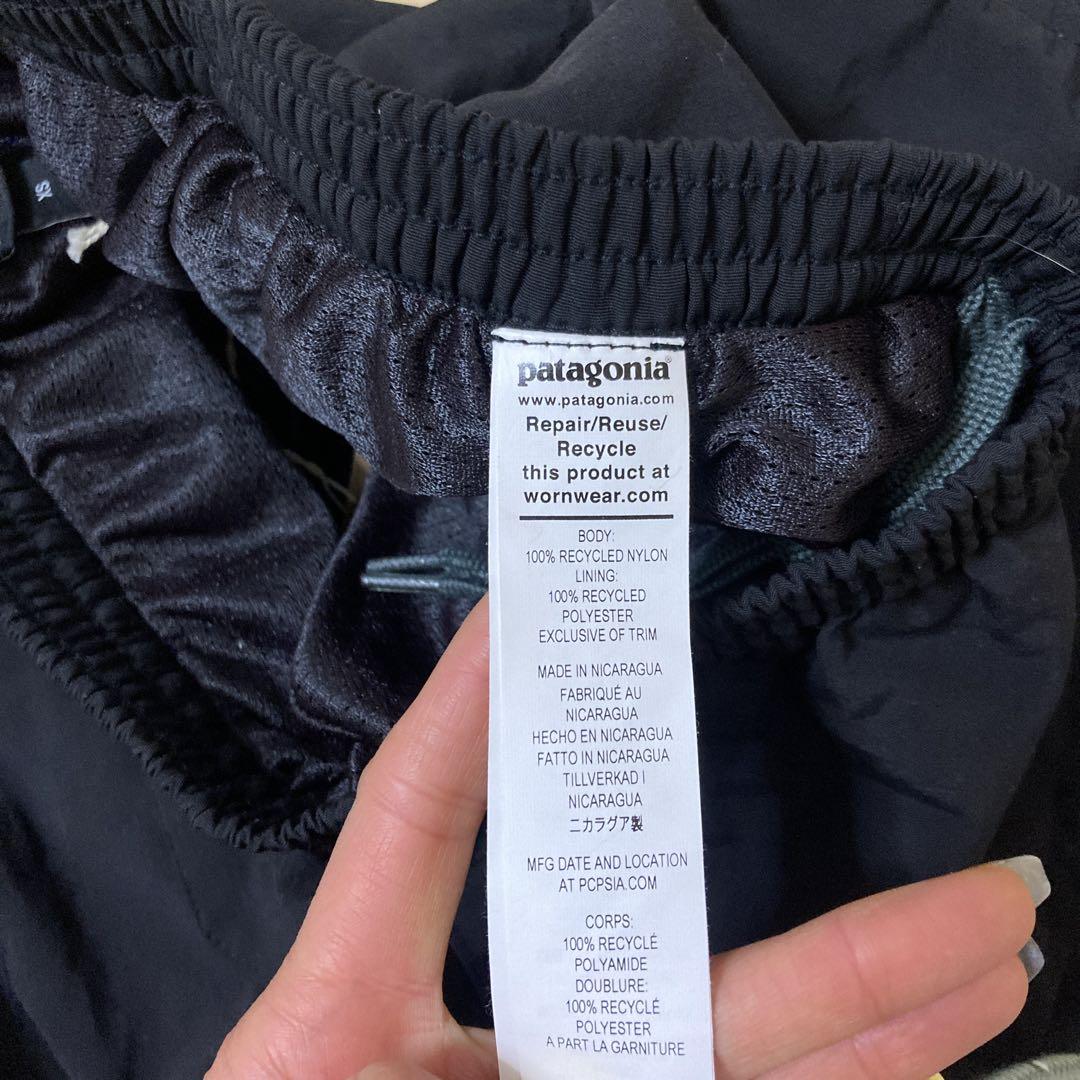 XS
patagonia®
www.patagonia.com
Repair/Reuse/
Recycle
this product at
wornwear.com
BODY:
100% RECYCLED NYLON
LINING:
100% RECYCLED
POLYESTER
EXCLUSIVE OF TRIM
MADE IN NICARAGUA
FABRIQUÉ AU
NICARAGUA
HECHO EN NICARAGUA
FATTO IN NICARAGUA
TILLVERKAD I
NICARAGUA
ニカラグア製
MFG DATE AND LOCATION
AT PCPSIA.COM
CORPS:
100% RECYCLÉ
POLYAMIDE
DOUBLURE:
100% RECYCLÉ
POLYESTER
A PART LA GARNITURE